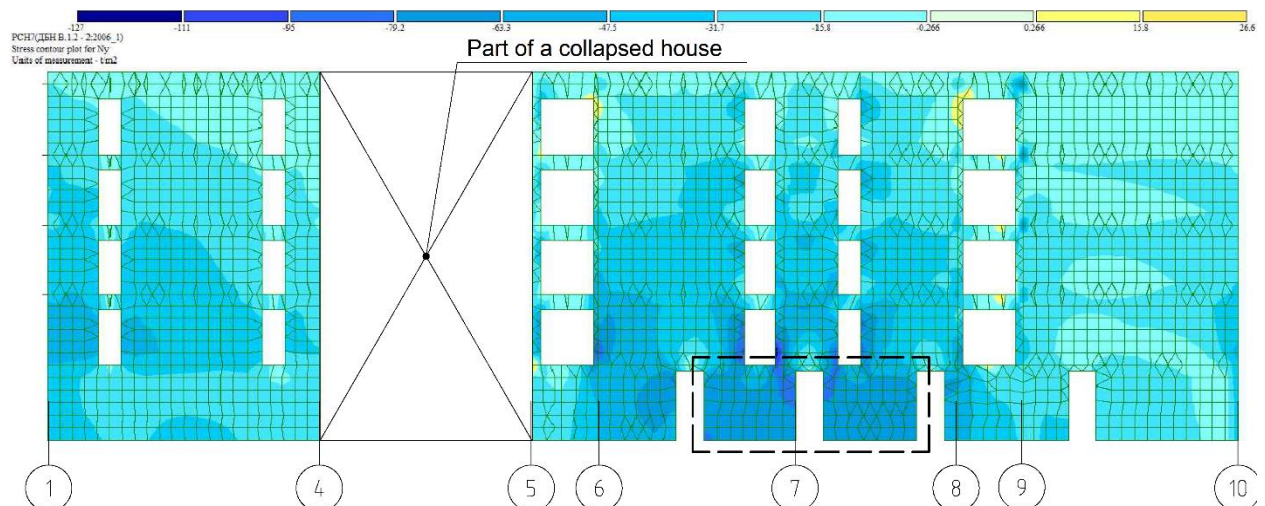 -127 -111 -95 -79.2 -63.3 -47.5 -31.7 -15.8 -0.266 0.266 15.8 26.6
РСН7(ДБН В.1.2 - 2:2006_1)
Stress contour plot for Ny
Units of measurement - t/m2
Part of a collapsed house
1 4 5 6 7 8 9 10